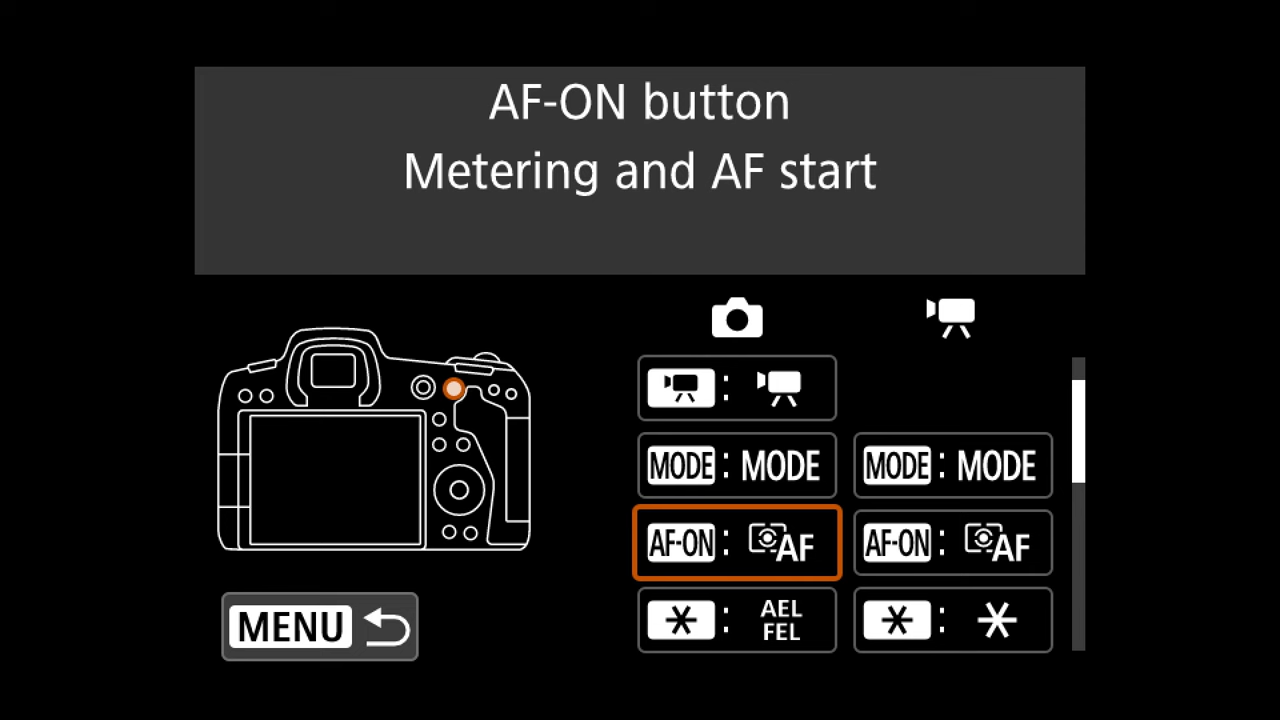 AF-ON button
Metering and AF start
MODE : MODE MODE : MODE
AF-ON : AF AF-ON : AF
* : AEL FEL * : *
MENU